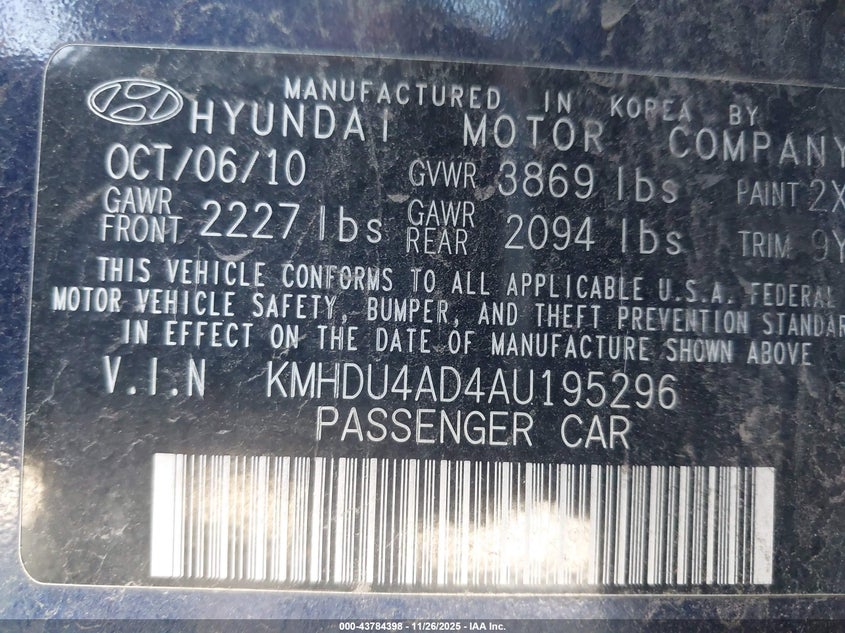 MANUFACTURED IN KOREA BY
HYUNDAI MOTOR COMPANY
OCT/06/10 GVWR 3869 lbs PAINT 2X
GAWR FRONT 2227 lbs GAWR REAR 2094 lbs TRIM 9Y
THIS VEHICLE CONFORMS TO ALL APPLICABLE U.S.A. FEDERAL
MOTOR VEHICLE SAFETY, BUMPER, AND THEFT PREVENTION STANDAR
IN EFFECT ON THE DATE OF MANUFACTURE SHOWN ABOVE
V.I.N KMHDU4AD4AU195296
PASSENGER CAR
000-43784398 - 11/26/2025 - IAA Inc.